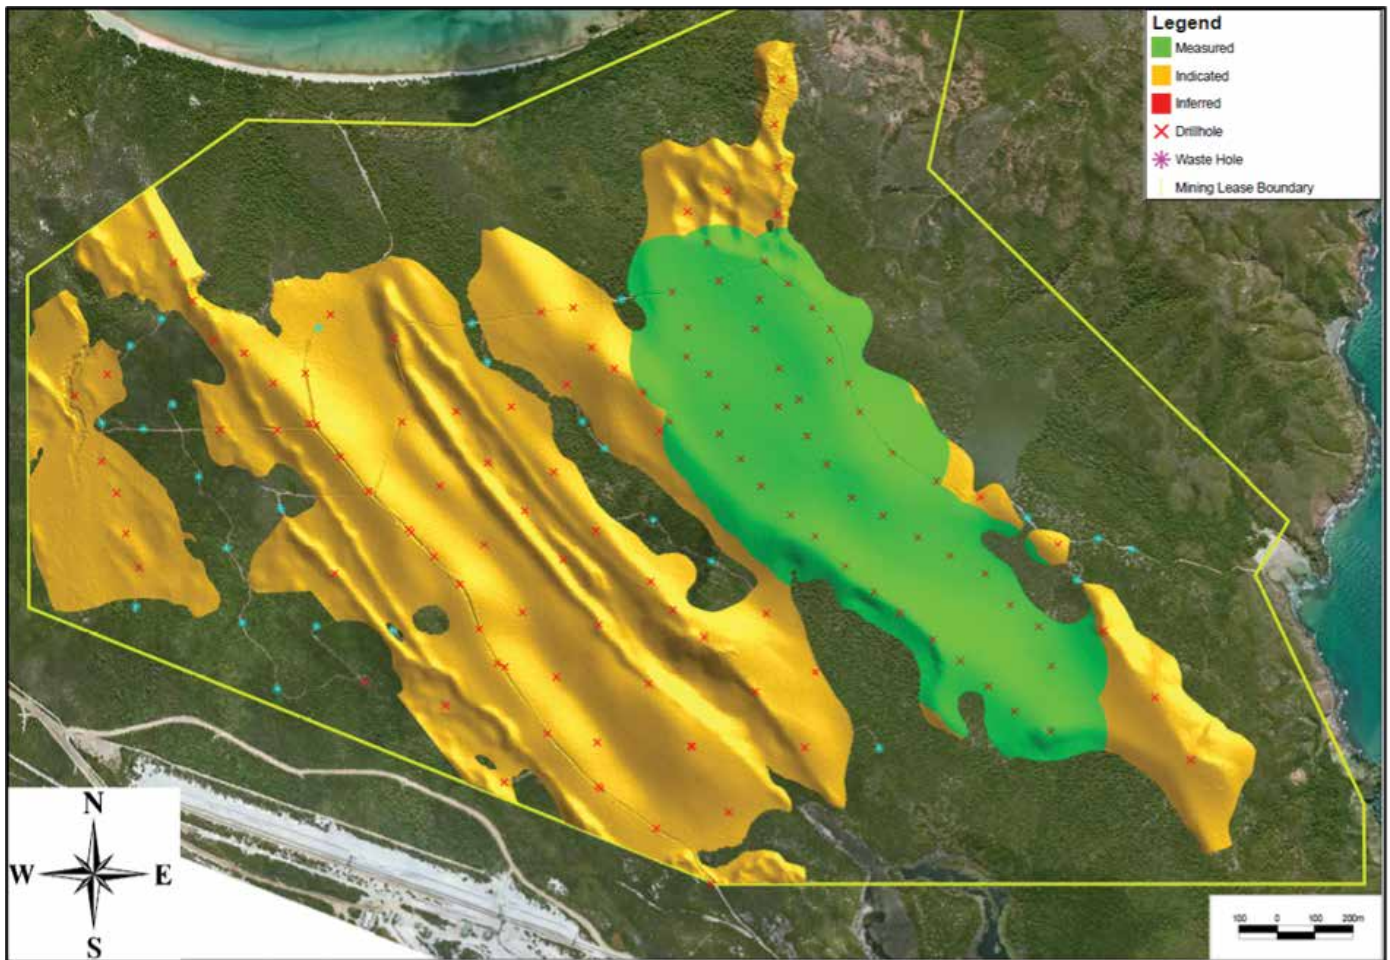 Legend
Measured
Indicated
Inferred
Drillhole
Waste Hole
Mining Lease Boundary
N
W E
S
100 0 100 200m